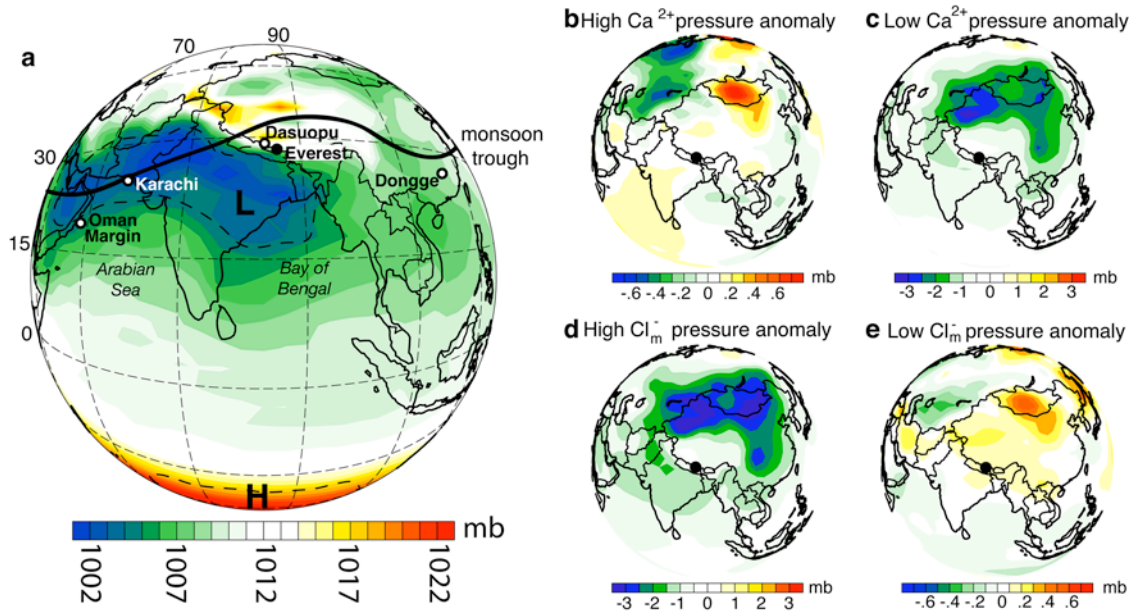 a
70
90
30
15
0
Dasuopu
Everest
Karachi
Dongge
Oman
Margin
L
Arabian
Sea
Bay of
Bengal
H
monsoon
trough
mb
1002 1007 1012 1017 1022
b High Ca 2+ pressure anomaly
-.6 -.4 -.2 0 .2 .4 .6
mb
c Low Ca2+ pressure anomaly
-3 -2 -1 0 1 2 3
mb
d High Cl-m pressure anomaly
-3 -2 -1 0 1 2 3
mb
e Low Cl-m pressure anomaly
-.6 -.4 -.2 0 .2 .4 .6
mb